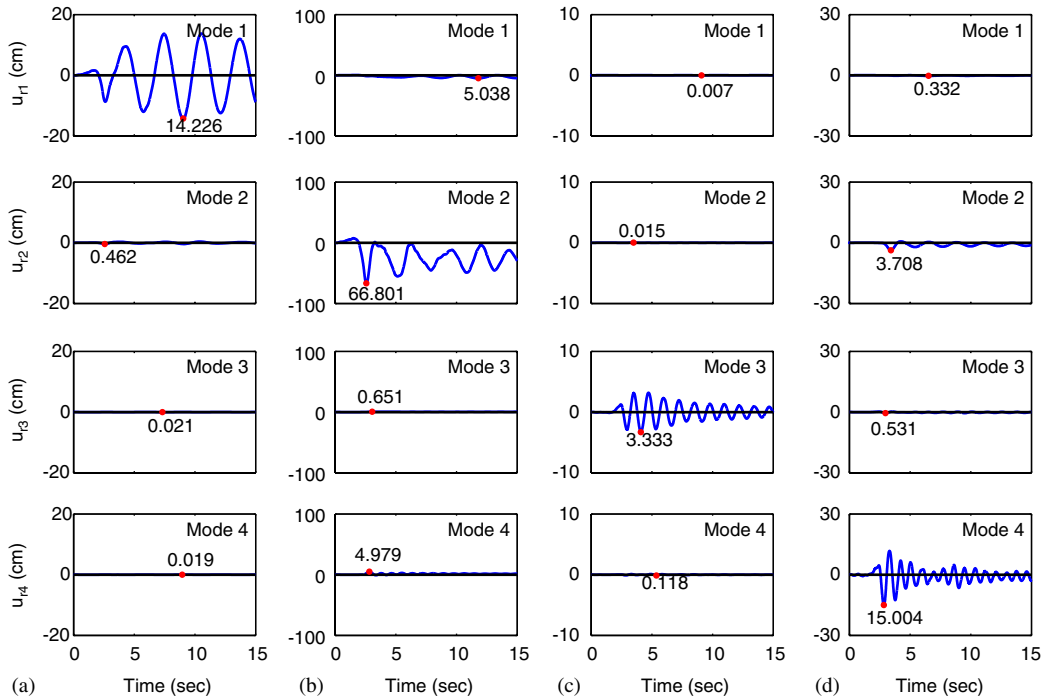 u_r1 (cm)
20
0
-20
Mode 1
14.226
100
0
-100
Mode 1
5.038
10
0
-10
Mode 1
0.007
30
0
-30
Mode 1
0.332
u_r2 (cm)
20
0
-20
Mode 2
0.462
100
0
-100
Mode 2
66.801
10
0
-10
Mode 2
0.015
30
0
-30
Mode 2
3.708
u_r3 (cm)
20
0
-20
Mode 3
0.021
100
0
-100
Mode 3
0.651
10
0
-10
Mode 3
3.333
30
0
-30
Mode 3
0.531
u_r4 (cm)
20
0
-20
Mode 4
0.019
100
0
-100
Mode 4
4.979
10
0
-10
Mode 4
0.118
30
0
-30
Mode 4
15.004
0 5 10 15
0 5 10 15
0 5 10 15
0 5 10 15
(a) Time (sec)
(b) Time (sec)
(c) Time (sec)
(d) Time (sec)